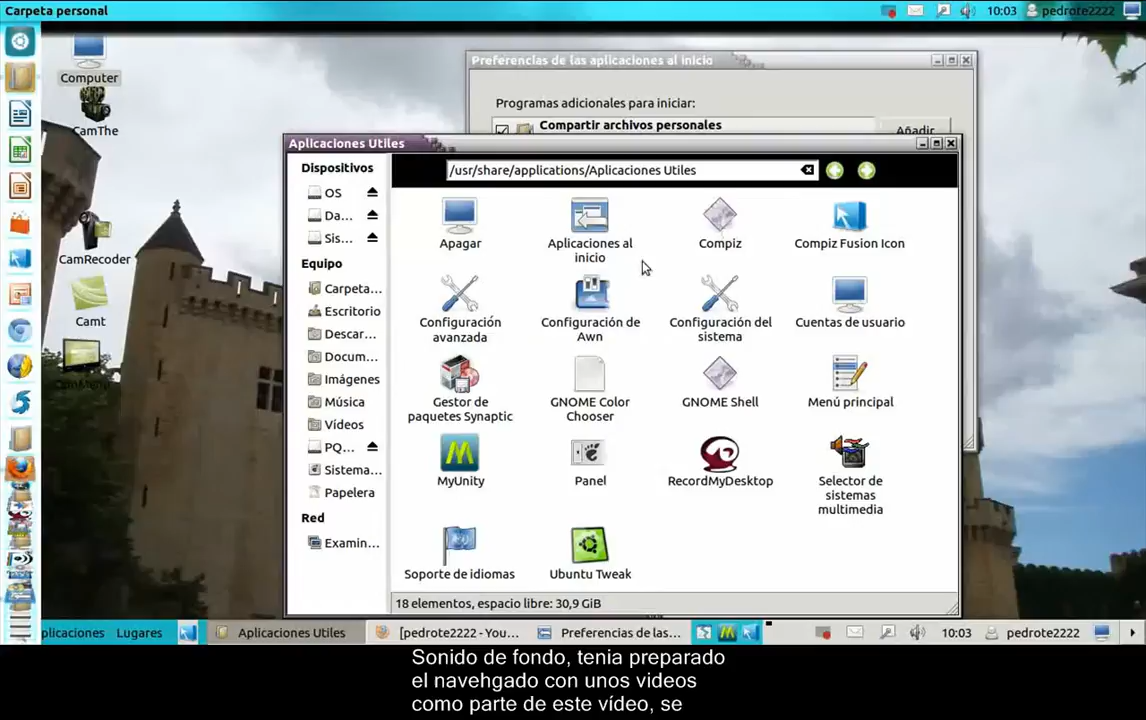 Carpeta personal
10:03 pedrote2222
Computer
CamThe
CamRecoder
Camt
CamMenu
Preferencias de las aplicaciones al inicio
Programas adicionales para iniciar:
Compartir archivos personales
Añadir
Aplicaciones Utiles
/usr/share/applications/Aplicaciones Utiles
Dispositivos
OS
Da...
Sis...
Equipo
Carpeta...
Escritorio
Descar...
Docum...
Imágenes
Música
Vídeos
PQ...
Sistema...
Papelera
Red
Examin...
Apagar
Aplicaciones al
inicio
Compiz
Compiz Fusion Icon
Configuración
avanzada
Configuración de
Awn
Configuración del
sistema
Cuentas de usuario
Gestor de
paquetes Synaptic
GNOME Color
Chooser
GNOME Shell
Menú principal
MyUnity
Panel
RecordMyDesktop
Selector de
sistemas
multimedia
Soporte de idiomas
Ubuntu Tweak
18 elementos, espacio libre: 30,9 GiB
plicaciones Lugares Aplicaciones Utiles [pedrote2222 - You... Preferencias de las... 10:03 pedrote2222
Sonido de fondo, tenia preparado
el navehgado con unos videos
como parte de este vídeo, se